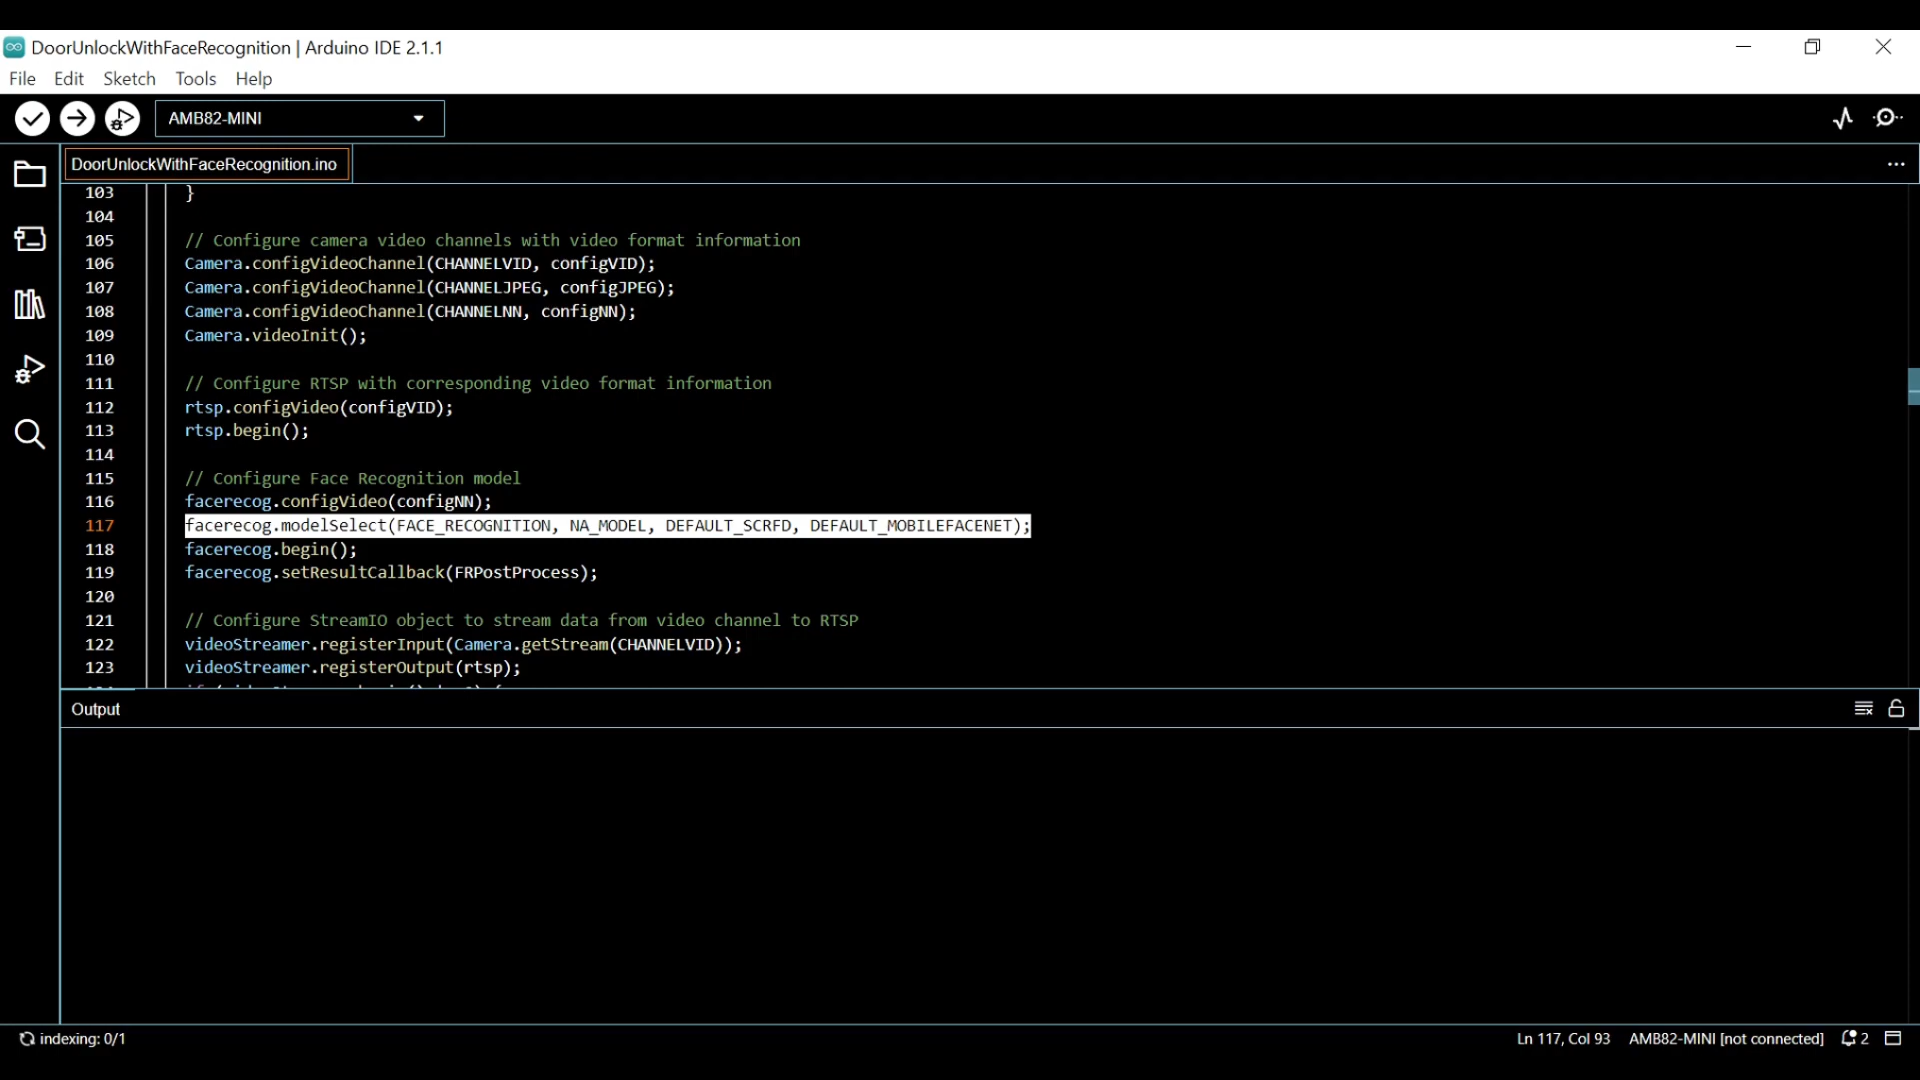 DoorUnlockWithFaceRecognition | Arduino IDE 2.1.1
File Edit Sketch Tools Help
AMB82-MINI
DoorUnlockWithFaceRecognition.ino
103 }
104
105 // Configure camera video channels with video format information
106 Camera.configVideoChannel(CHANNELVID, configVID);
107 Camera.configVideoChannel(CHANNELJPEG, configJPEG);
108 Camera.configVideoChannel(CHANNELNN, configNN);
109 Camera.videoInit();
110
111 // Configure RTSP with corresponding video format information
112 rtsp.configVideo(configVID);
113 rtsp.begin();
114
115 // Configure Face Recognition model
116 facerecog.configVideo(configNN);
117 facerecog.modelSelect(FACE_RECOGNITION, NA_MODEL, DEFAULT_SCRFD, DEFAULT_MOBILEFACENET);
118 facerecog.begin();
119 facerecog.setResultCallback(FRPostProcess);
120
121 // Configure StreamIO object to stream data from video channel to RTSP
122 videoStreamer.registerInput(Camera.getStream(CHANNELVID));
123 videoStreamer.registerOutput(rtsp);
Output
indexing: 0/1
Ln 117, Col 93 AMB82-MINI [not connected] 2